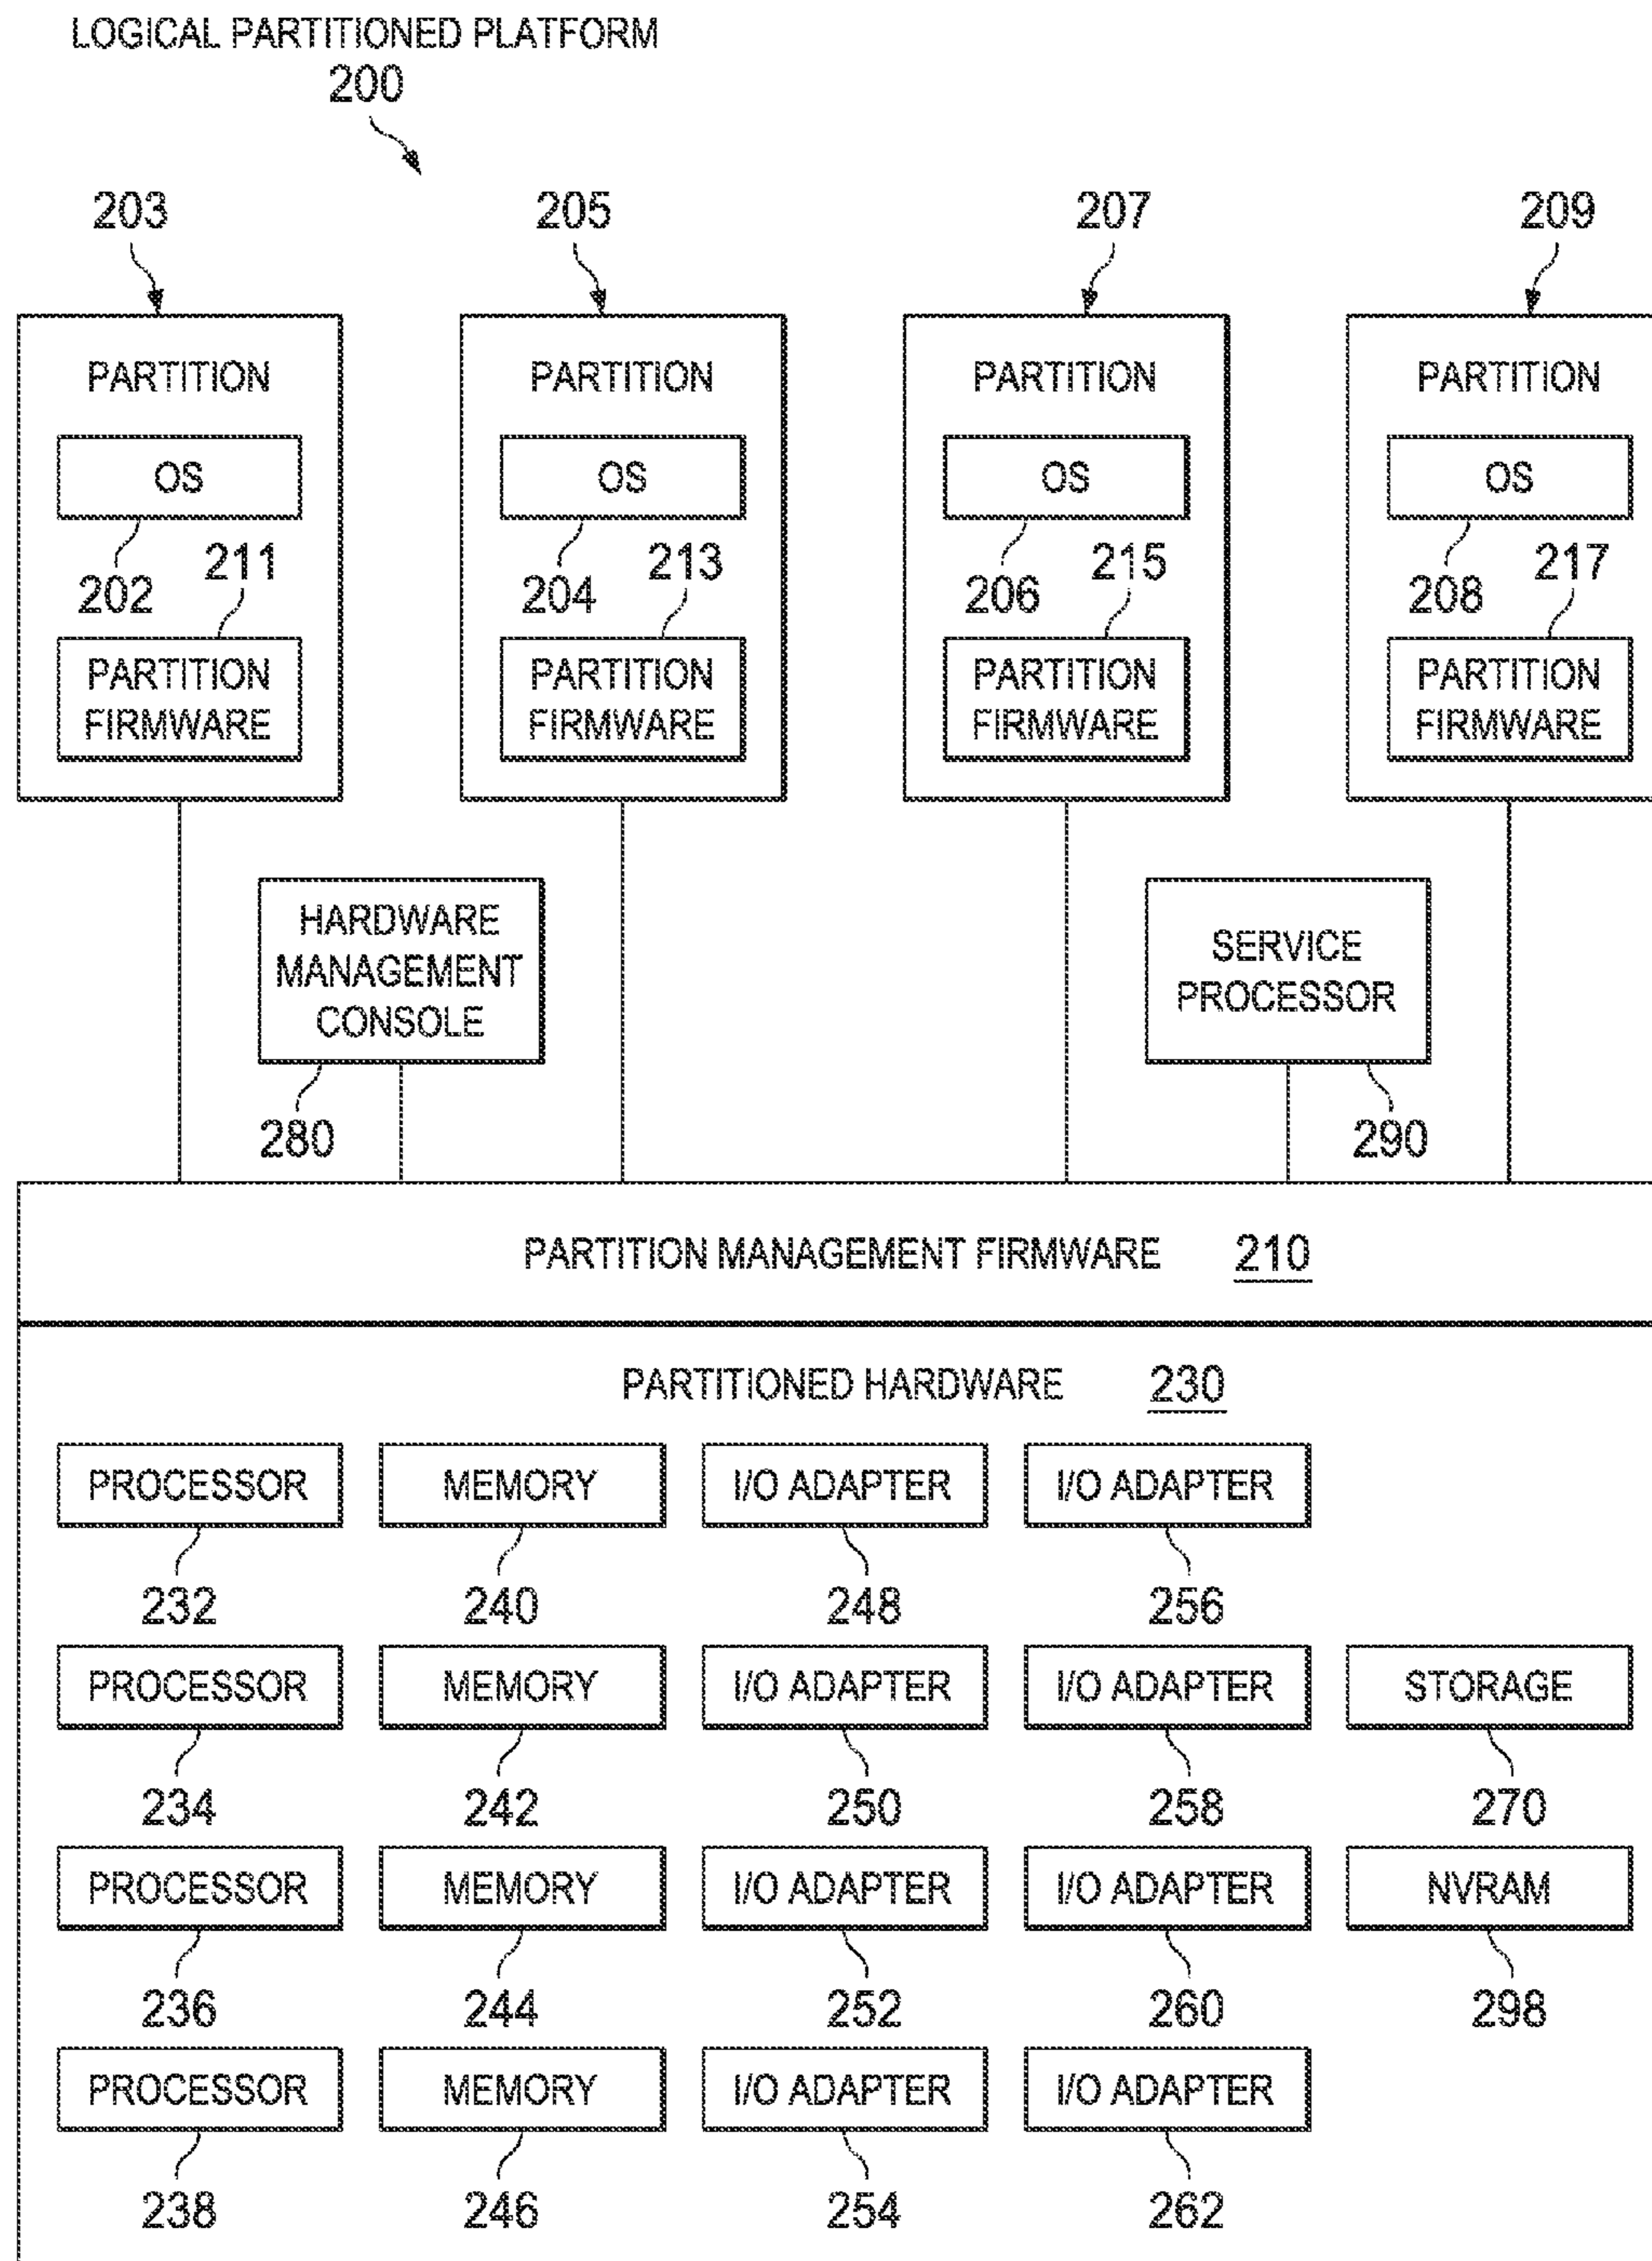 LOGICAL PARTITIONED PLATFORM
200
203 205 207 209
PARTITION PARTITION PARTITION PARTITION
OS OS OS OS
211 213 215 217
202 204 206 208
PARTITION PARTITION PARTITION PARTITION
FIRMWARE FIRMWARE FIRMWARE FIRMWARE
HARDWARE
MANAGEMENT
CONSOLE
SERVICE
PROCESSOR
280 290
PARTITION MANAGEMENT FIRMWARE 210
PARTITIONED HARDWARE 230
PROCESSOR MEMORY I/O ADAPTER I/O ADAPTER
232 240 248 256
PROCESSOR MEMORY I/O ADAPTER I/O ADAPTER STORAGE
234 242 250 258 270
PROCESSOR MEMORY I/O ADAPTER I/O ADAPTER NVRAM
236 244 252 260 298
PROCESSOR MEMORY I/O ADAPTER I/O ADAPTER
238 246 254 262